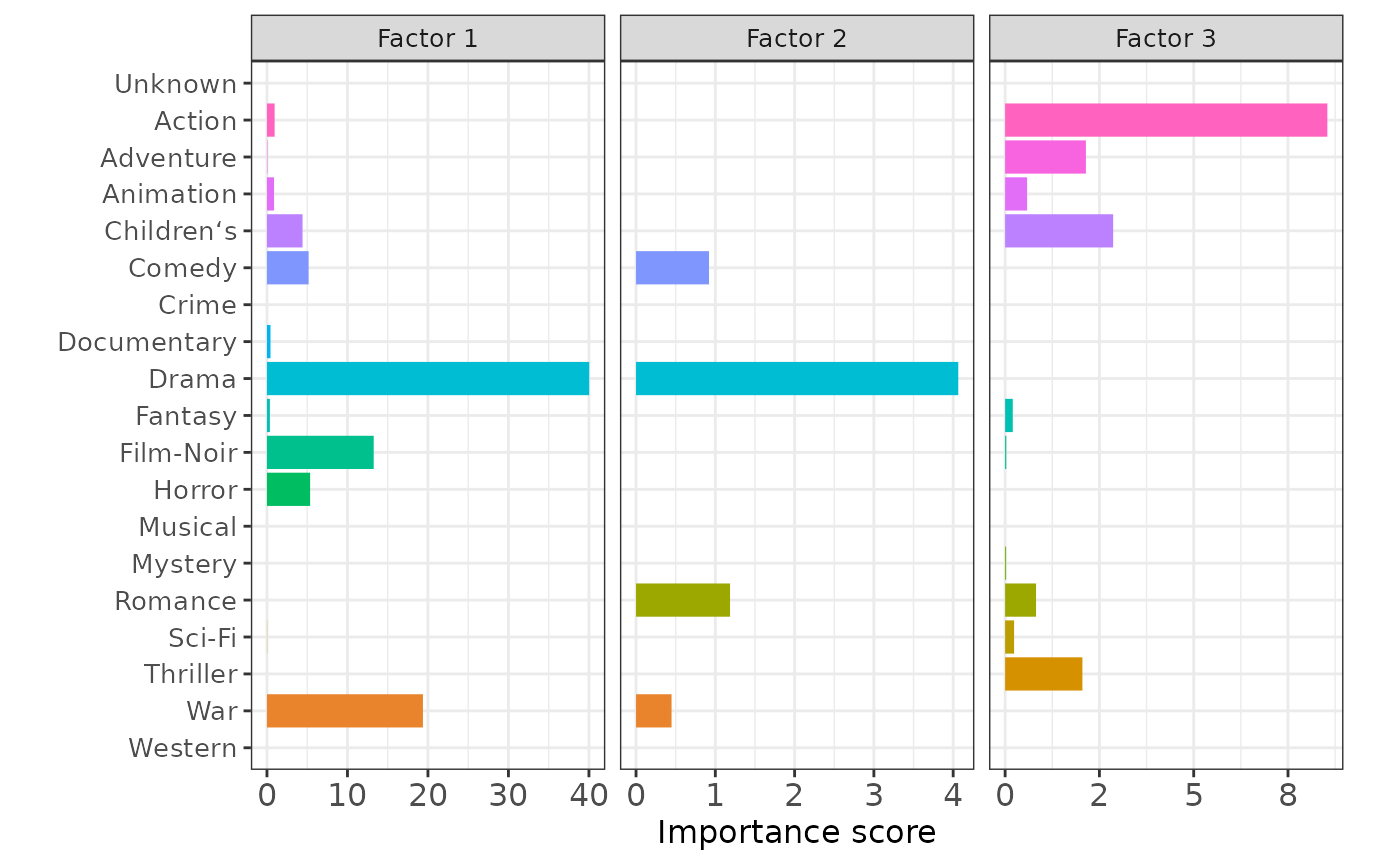 Factor 1
Factor 2
Factor 3
Unknown
Action
Adventure
Animation
Children‘s
Comedy
Crime
Documentary
Drama
Fantasy
Film-Noir
Horror
Musical
Mystery
Romance
Sci-Fi
Thriller
War
Western
0 10 20 30 40
0 1 2 3 4
0 2 5 8
Importance score